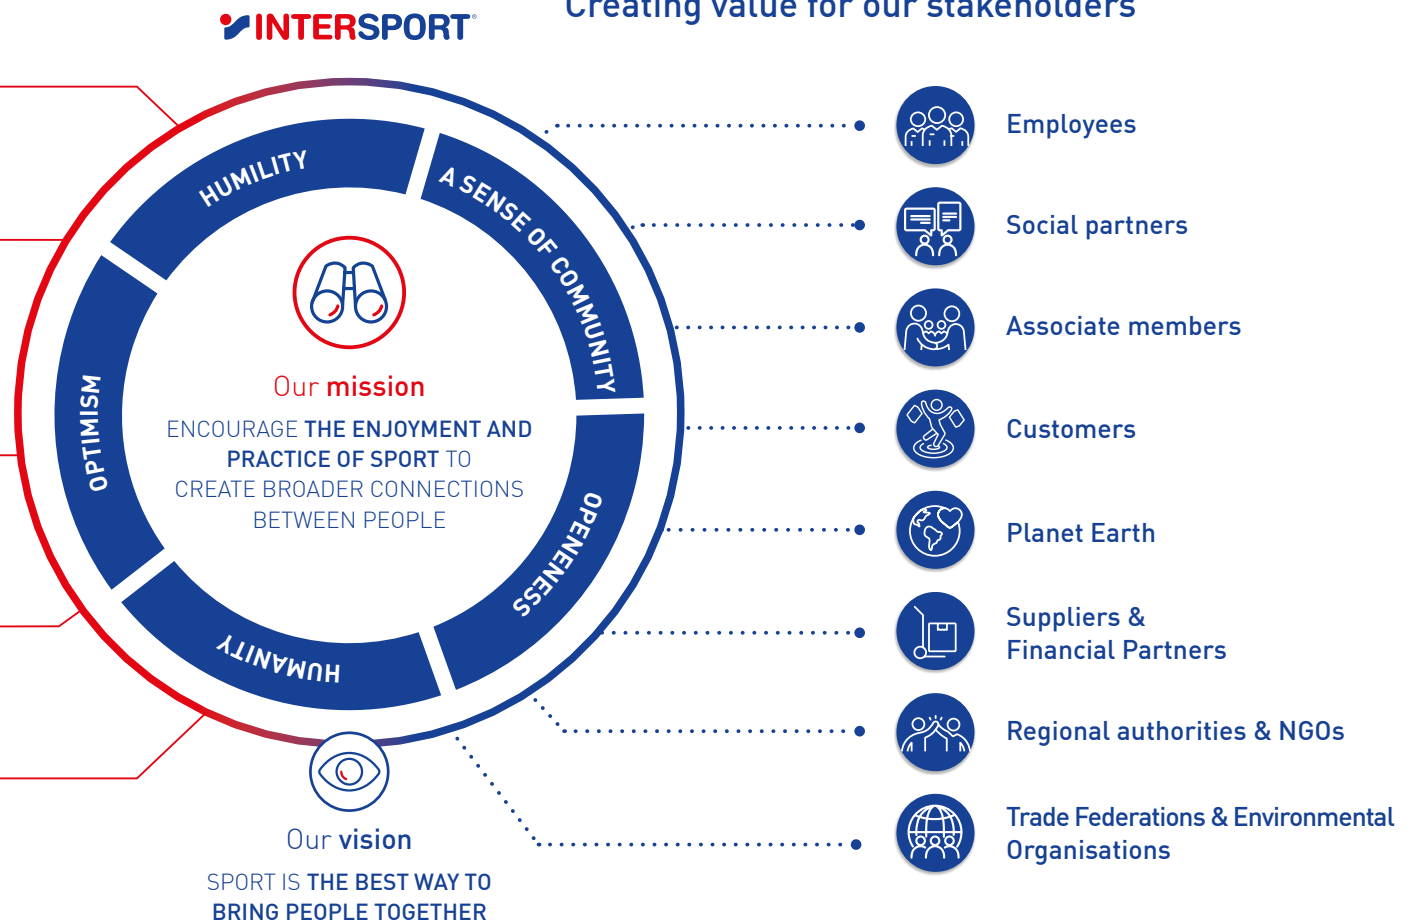 INTERSPORT
Creating value for our stakeholders
HUMILITY
A SENSE OF COMMUNITY
OPENENESS
HUMANITY
OPTIMISM
Our mission
ENCOURAGE THE ENJOYMENT AND
PRACTICE OF SPORT TO
CREATE BROADER CONNECTIONS
BETWEEN PEOPLE
Our vision
SPORT IS THE BEST WAY TO
BRING PEOPLE TOGETHER
Employees
Social partners
Associate members
Customers
Planet Earth
Suppliers &
Financial Partners
Regional authorities & NGOs
Trade Federations & Environmental
Organisations